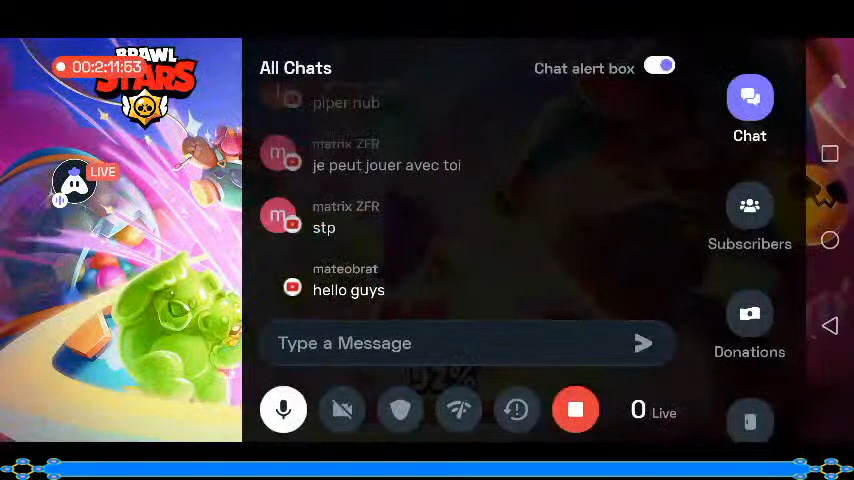 BRAWL
STARS
00:2:11:53
LIVE
All Chats
Chat alert box
piper nub
matrix ZFR
je peut jouer avec toi
matrix ZFR
stp
mateobrat
hello guys
Type a Message
0 Live
Chat
Subscribers
Donations